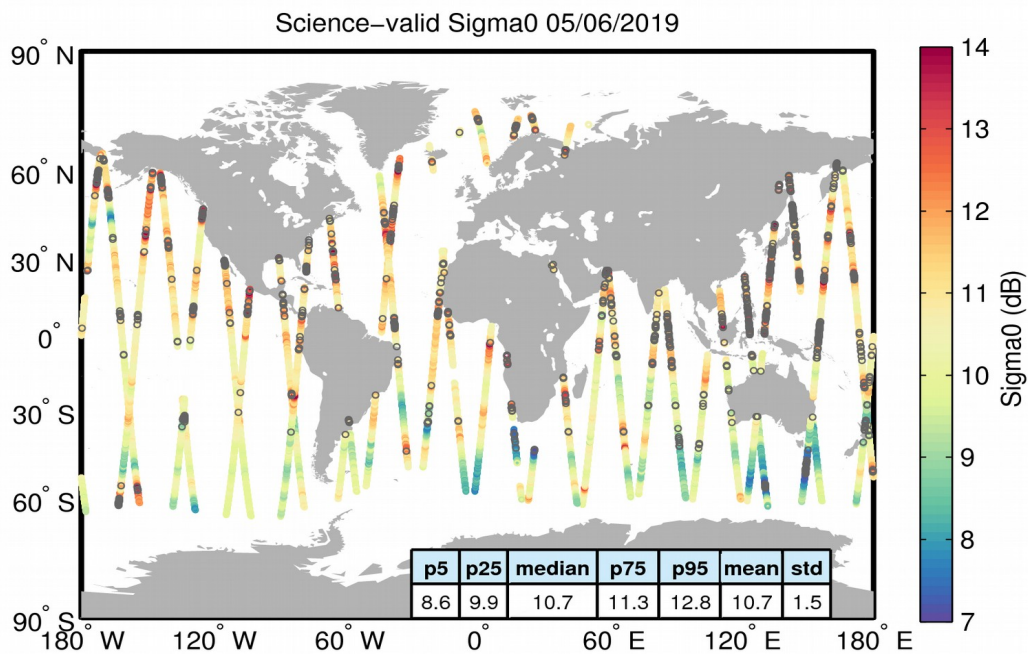 Science−valid Sigma0 05/06/2019
90° N
60° N
30° N
0°
30° S
60° S
90° S
180° W
120° W
60° W
0°
60° E
120° E
180° E
p5 p25 median p75 p95 mean std
8.6 9.9 10.7 11.3 12.8 10.7 1.5
14
13
12
11
10
9
8
7
Sigma0 (dB)